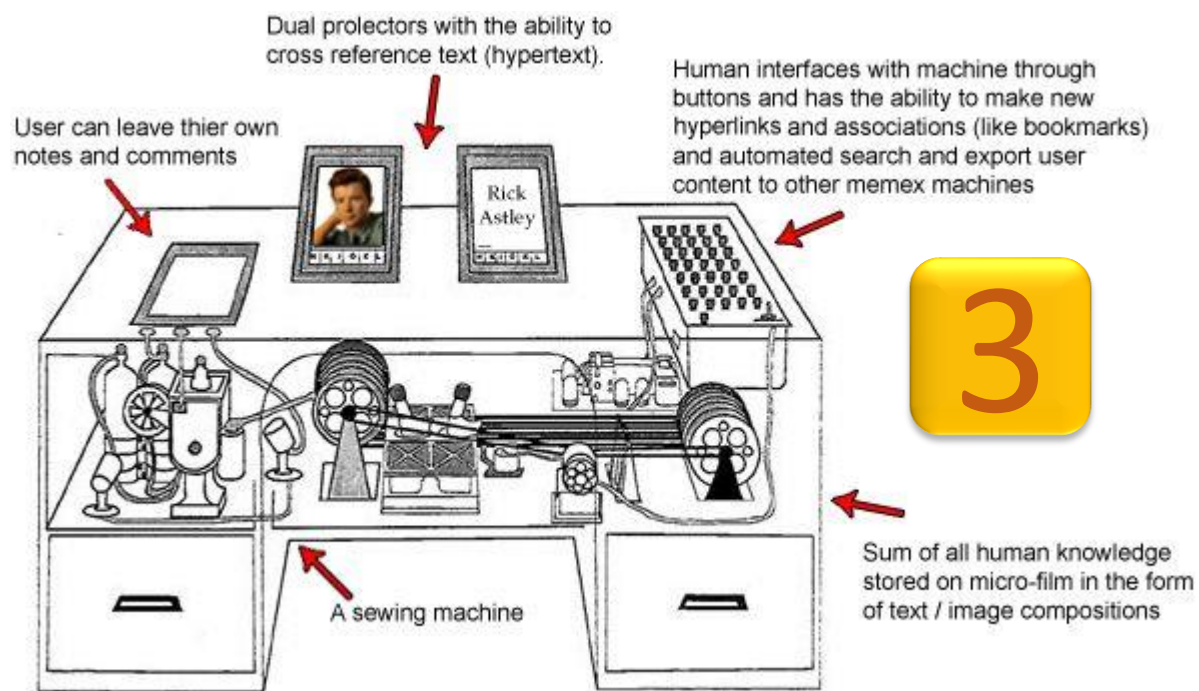 Dual prolectors with the ability to
cross reference text (hypertext).
Human interfaces with machine through
buttons and has the ability to make new
hyperlinks and associations (like bookmarks)
and automated search and export user
content to other memex machines
User can leave thier own
notes and comments
Rick
Astley
3
Sum of all human knowledge
stored on micro-film in the form
of text / image compositions
A sewing machine